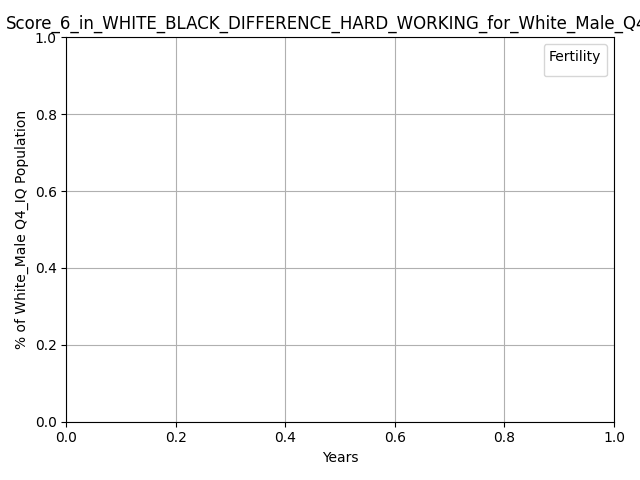 Score_6_in_WHITE_BLACK_DIFFERENCE_HARD_WORKING_for_White_Male_Q4
Fertility
% of White_Male Q4_IQ Population
1.0
0.8
0.6
0.4
0.2
0.0
0.0 0.2 0.4 0.6 0.8 1.0
Years